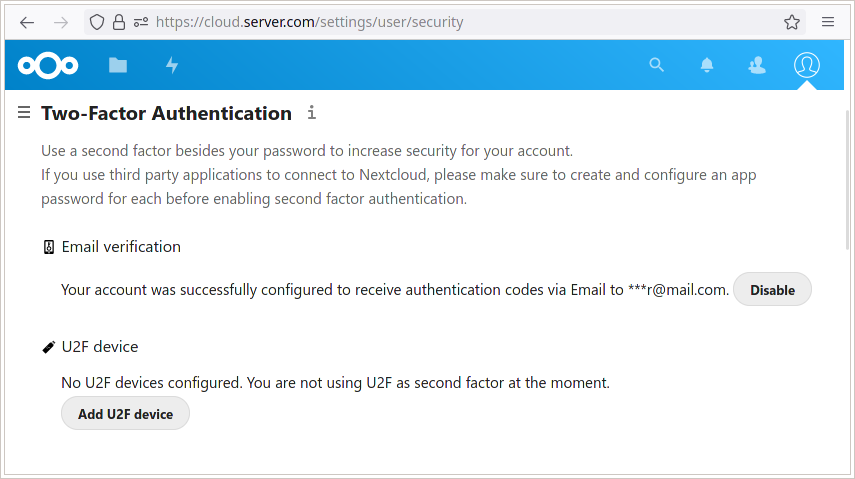 https://cloud.server.com/settings/user/security
Two-Factor Authentication
Use a second factor besides your password to increase security for your account.
If you use third party applications to connect to Nextcloud, please make sure to create and configure an app
password for each before enabling second factor authentication.
Email verification
Your account was successfully configured to receive authentication codes via Email to ***r@mail.com. Disable
U2F device
No U2F devices configured. You are not using U2F as second factor at the moment.
Add U2F device